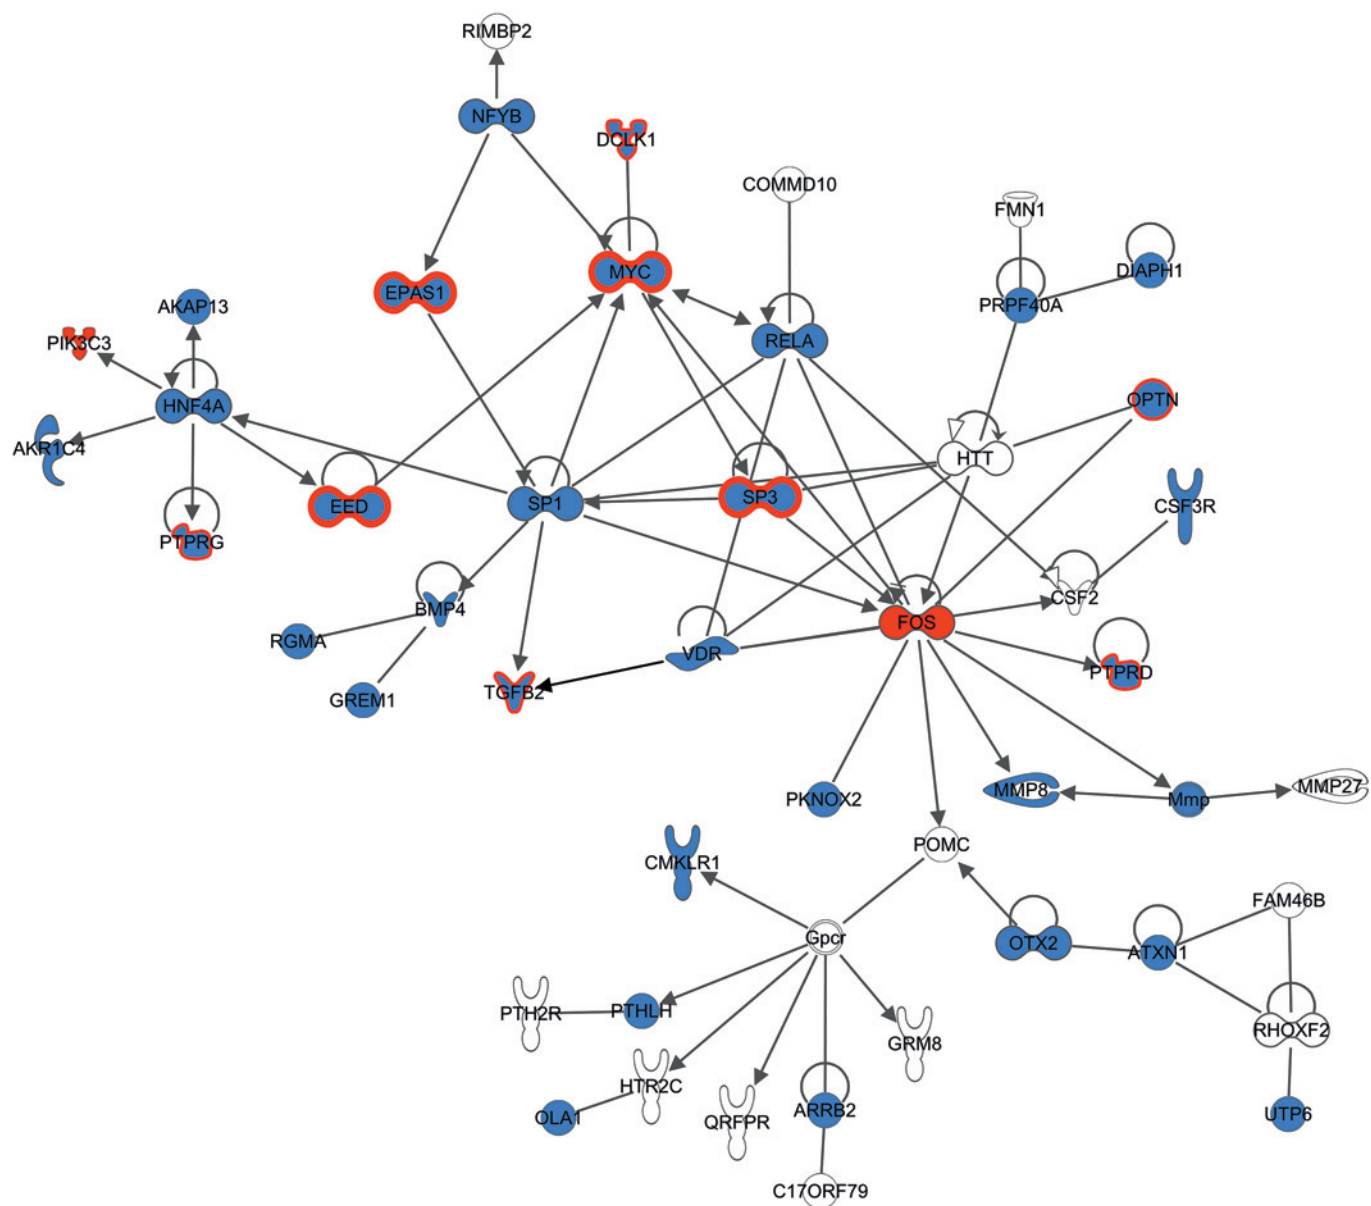 RIMBP2
NFYB
DCLK1
COMMD10
FMN1
MYC
DIAPH1
EPAS1
AKAP13
PRPF40A
PIK3C3
RELA
HNF4A
OPTN
AKR1C4
HTT
EED
SP1
SP3
CSF3R
PTPRG
CSF2
BMP4
FOS
RGMA
VDR
PTPRD
GREM1
TGFB2
PKNOX2
MMP8
Mmp
MMP27
POMC
CMKLR1
FAM46B
Gpcr
OTX2
ATXN1
PTH2R
PTHLH
RHOXF2
GRM8
HTR2C
OLA1
QRFPR
ARRB2
UTP6
C17ORF79